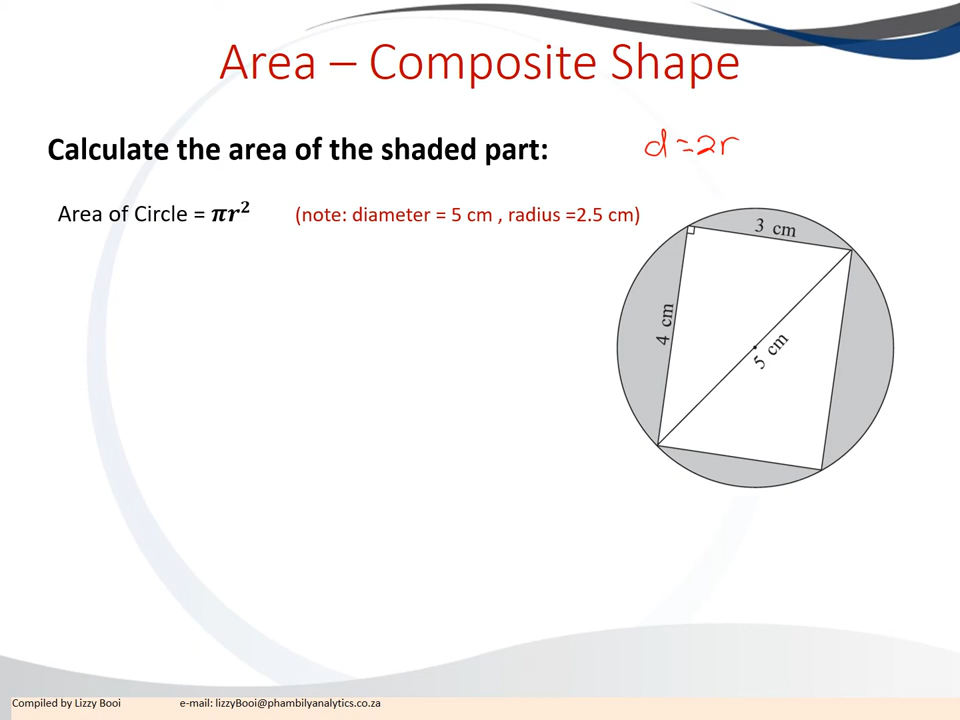 Area – Composite Shape
Calculate the area of the shaded part:
d = 2r
Area of Circle = πr² (note: diameter = 5 cm , radius =2.5 cm)
3 cm
4 cm
5 cm
Compiled by Lizzy Booi e-mail: lizzyBooi@phambilyanalytics.co.za